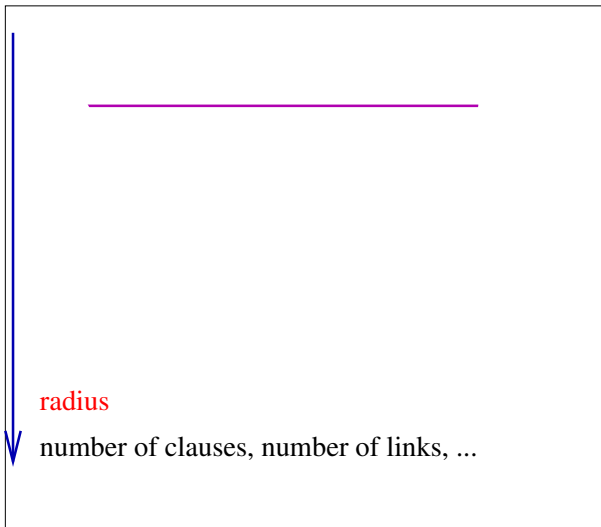 radius
number of clauses, number of links, ...